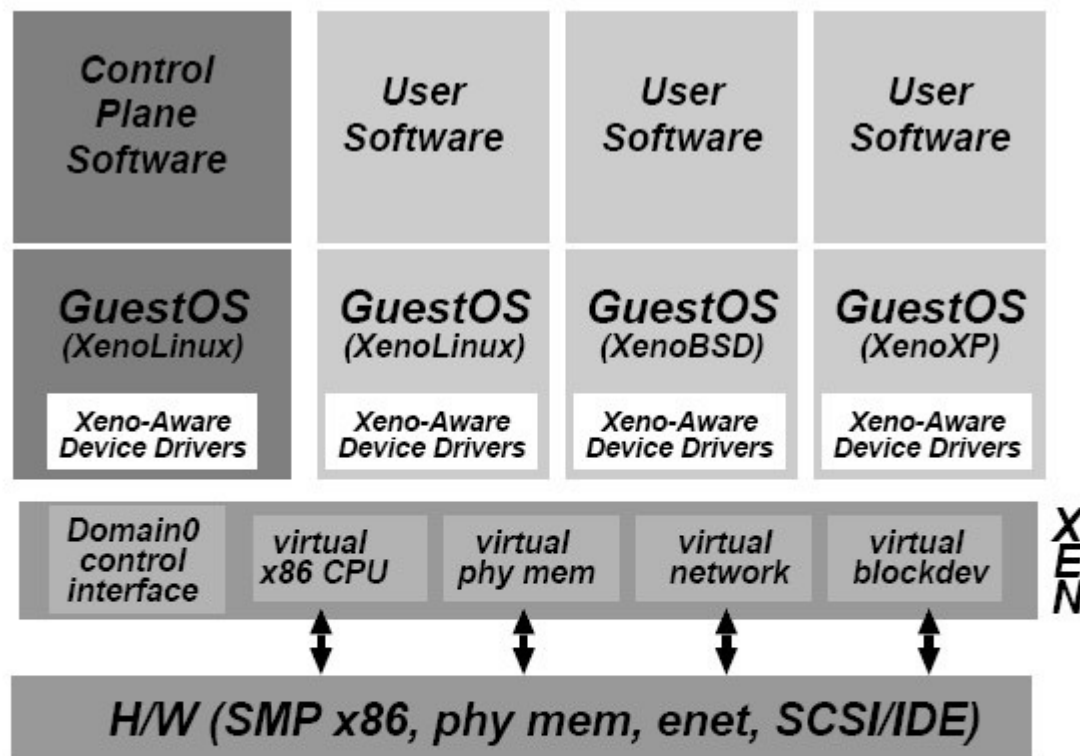 Control
Plane
Software
User
Software
User
Software
User
Software
GuestOS
(XenoLinux)
Xeno-Aware
Device Drivers
GuestOS
(XenoLinux)
Xeno-Aware
Device Drivers
GuestOS
(XenoBSD)
Xeno-Aware
Device Drivers
GuestOS
(XenoXP)
Xeno-Aware
Device Drivers
Domain0
control
interface
virtual
x86 CPU
virtual
phy mem
virtual
network
virtual
blockdev
X
E
N
H/W (SMP x86, phy mem, enet, SCSI/IDE)